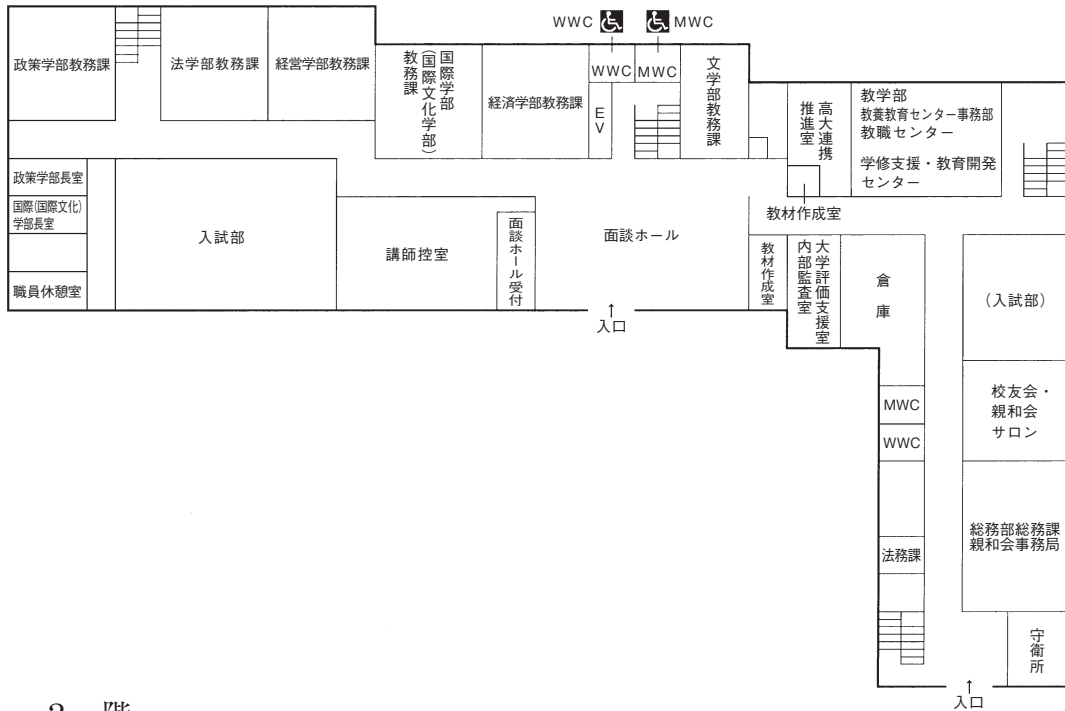 WWC
MWC
政策学部教務課
法学部教務課
経営学部教務課
国際学部
(国際文化学部)
教務課
経済学部教務課
WWC
MWC
EV
文学部教務課
高大連携
推進室
教学部
教養教育センター事務部
教職センター
学修支援・教育開発
センター
教材作成室
政策学部長室
国際(国際文化)
学部長室
職員休憩室
入試部
講師控室
面談ホール受付
面談ホール
↑
入口
教材作成室
大学評価支援室
内部監査室
倉
庫
(入試部)
MWC
WWC
校友会・
親和会
サロン
法務課
総務部総務課
親和会事務局
守衛所
↑
入口